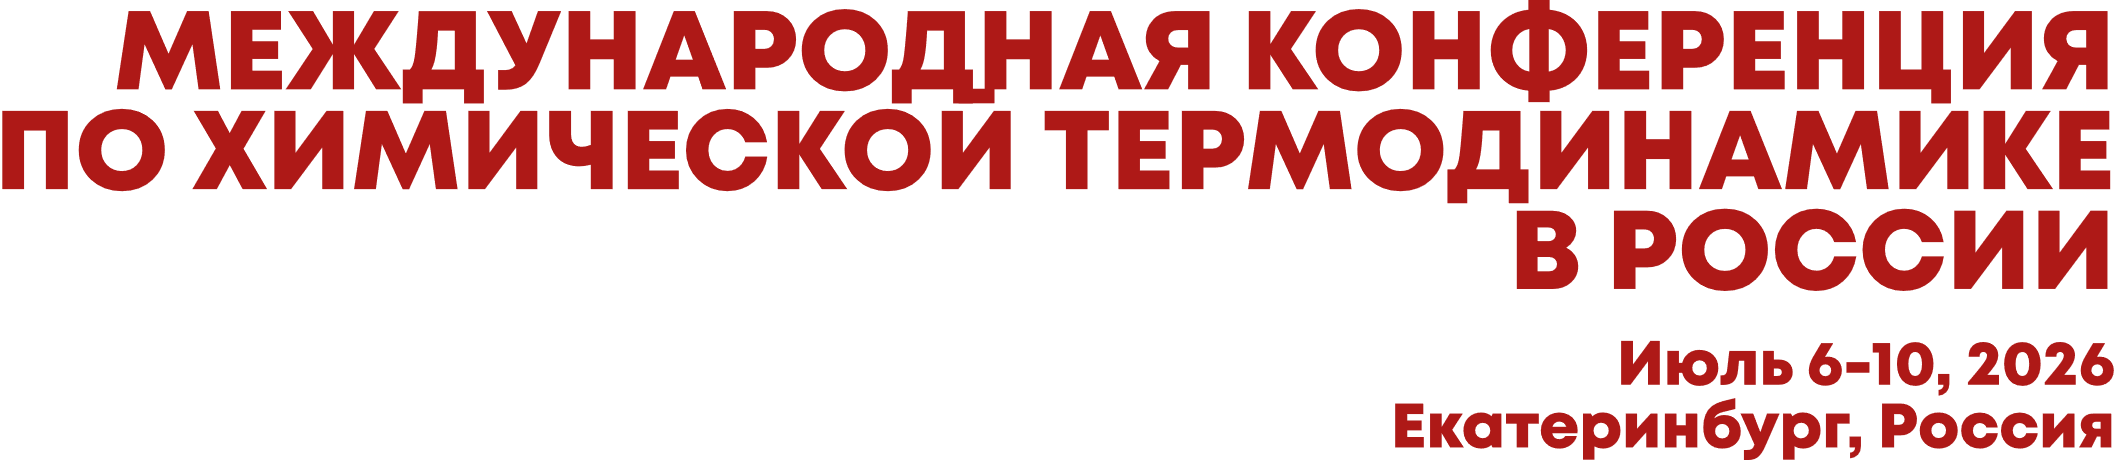 МЕЖДУНАРОДНАЯ КОНФЕРЕНЦИЯ
ПО ХИМИЧЕСКОЙ ТЕРМОДИНАМИКЕ
В РОССИИ
Июль 6-10, 2026
Екатеринбург, Россия